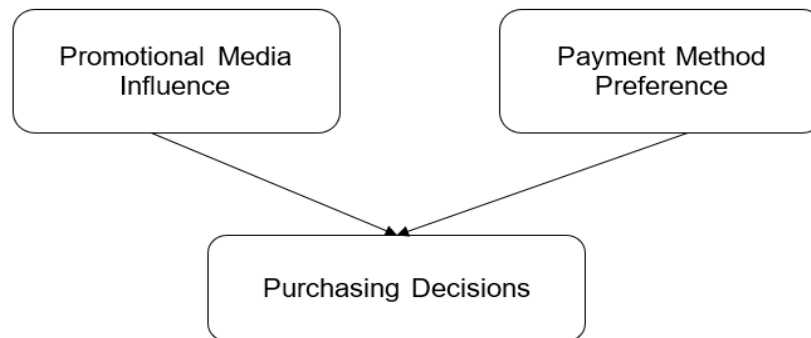 Promotional Media
Influence
Payment Method
Preference
Purchasing Decisions